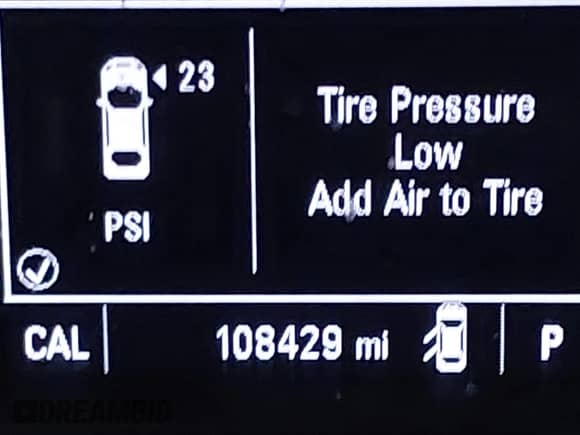 23
PSI
Tire Pressure
Low
Add Air to Tire
CAL 108429 mi P
DREAMBID